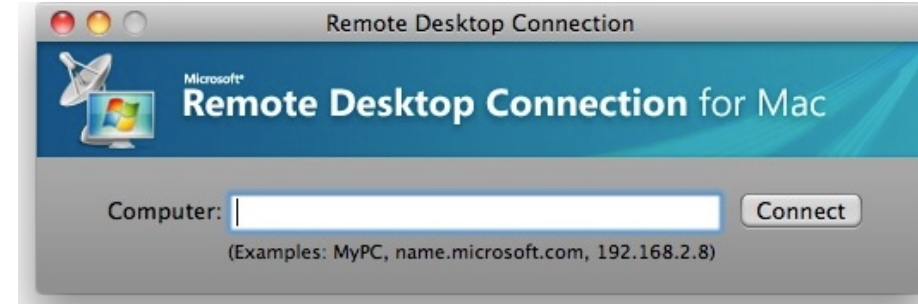 Remote Desktop Connection
Microsoft®
Remote Desktop Connection for Mac
Computer: Connect
(Examples: MyPC, name.microsoft.com, 192.168.2.8)